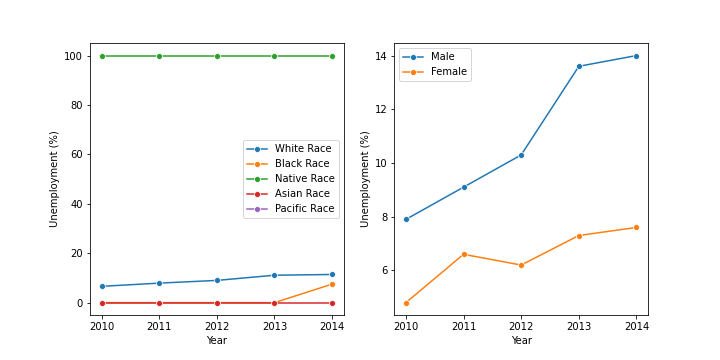 100
80
60
40
20
0
Unemployment (%)
White Race
Black Race
Native Race
Asian Race
Pacific Race
2010 2011 2012 2013 2014
Year
14
12
10
8
6
Unemployment (%)
Male
Female
2010 2011 2012 2013 2014
Year